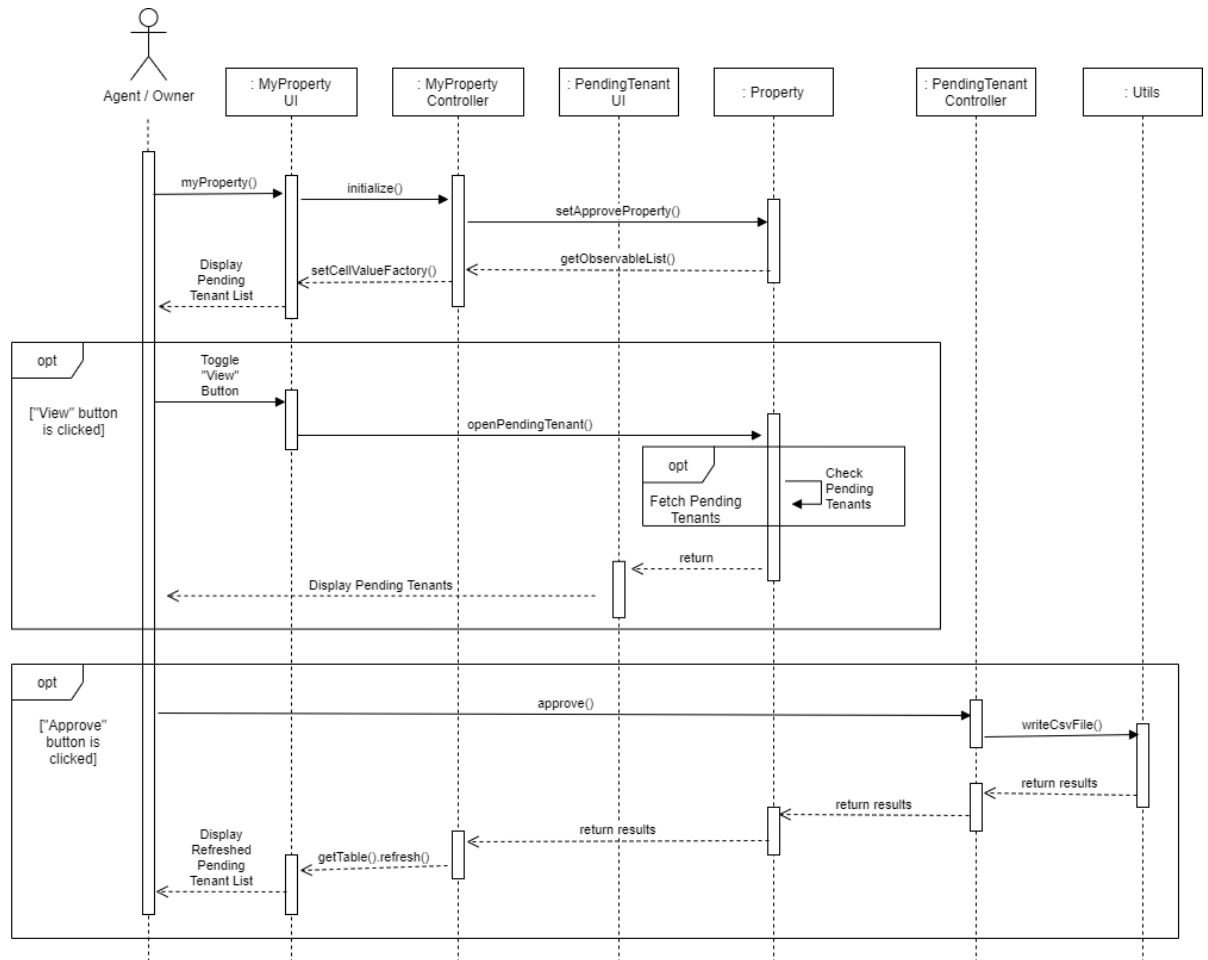 Agent / Owner
: MyProperty
UI
: MyProperty
Controller
: PendingTenant
UI
: Property
: PendingTenant
Controller
: Utils
myProperty()
initialize()
setApproveProperty()
getObservableList()
setCellValueFactory()
Display
Pending
Tenant List
opt
["View" button
is clicked]
Toggle
"View"
Button
openPendingTenant()
opt
Fetch Pending
Tenants
Check
Pending
Tenants
return
Display Pending Tenants
opt
["Approve"
button is
clicked]
approve()
writeCsvFile()
return results
return results
return results
getTable().refresh()
Display
Refreshed
Pending
Tenant List